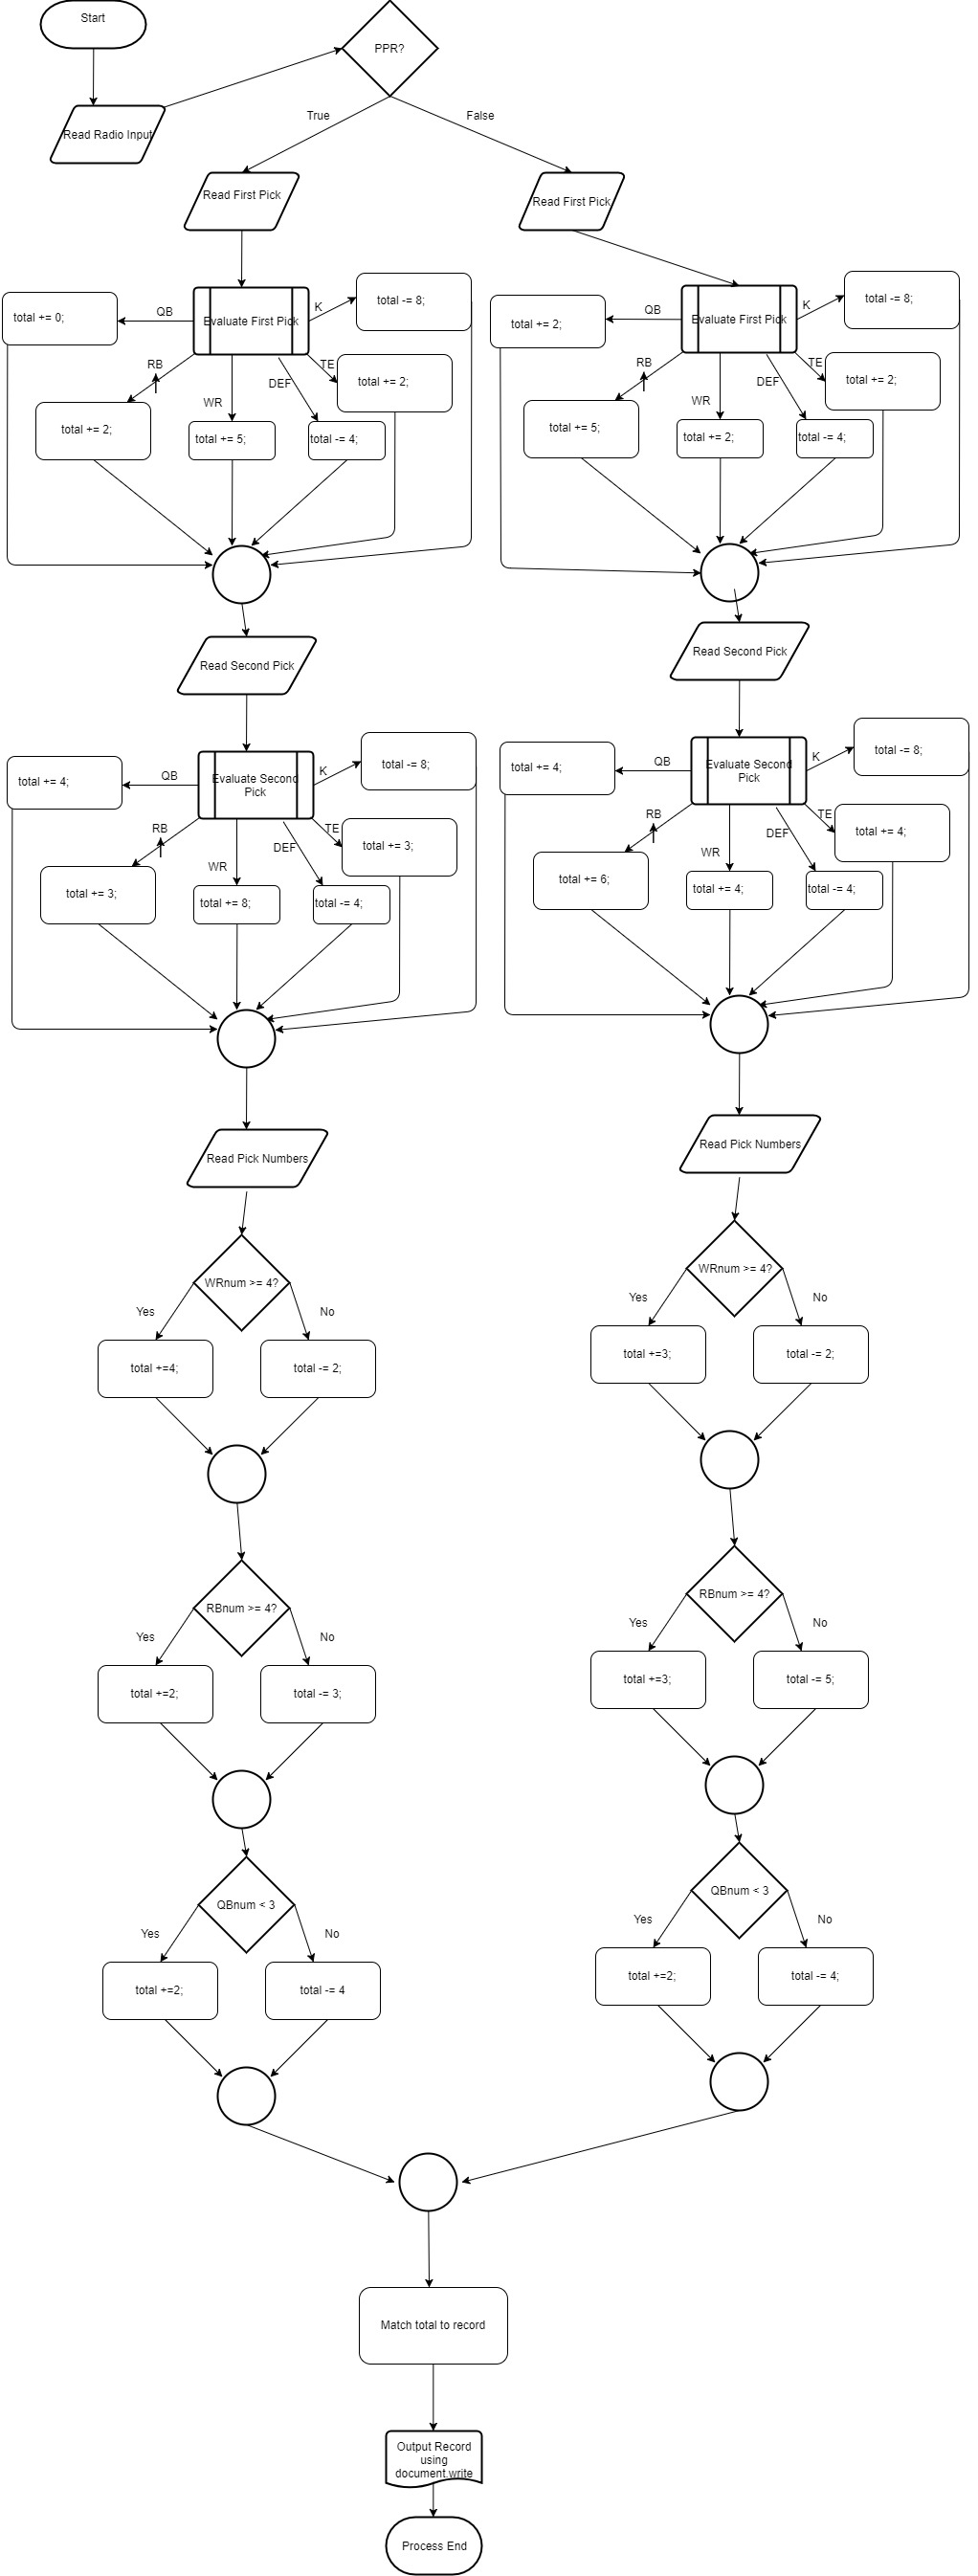 Start
PPR?
Read Radio Input
True
False
Read First Pick
Read First Pick
total += 0;
QB
Evaluate First Pick
K
total -= 8;
RB
WR
DEF
TE
total += 2;
total += 2;
total += 5;
total -= 4;
total += 2;
QB
Evaluate First Pick
K
total -= 8;
RB
WR
DEF
TE
total += 2;
total += 5;
total += 2;
total -= 4;
Read Second Pick
Read Second Pick
total += 4;
QB
Evaluate Second
Pick
K
total -= 8;
RB
WR
DEF
TE
total += 3;
total += 3;
total += 8;
total -= 4;
total += 4;
QB
Evaluate Second
Pick
K
total -= 8;
RB
WR
DEF
TE
total += 4;
total += 6;
total += 4;
total -= 4;
Read Pick Numbers
Read Pick Numbers
WRnum >= 4?
Yes
No
total +=4;
total -= 2;
WRnum >= 4?
Yes
No
total +=3;
total -= 2;
RBnum >= 4?
Yes
No
total +=2;
total -= 3;
RBnum >= 4?
Yes
No
total +=3;
total -= 5;
QBnum < 3
Yes
No
total +=2;
total -= 4
QBnum < 3
Yes
No
total +=2;
total -= 4;
Match total to record
Output Record
using
document.write
Process End